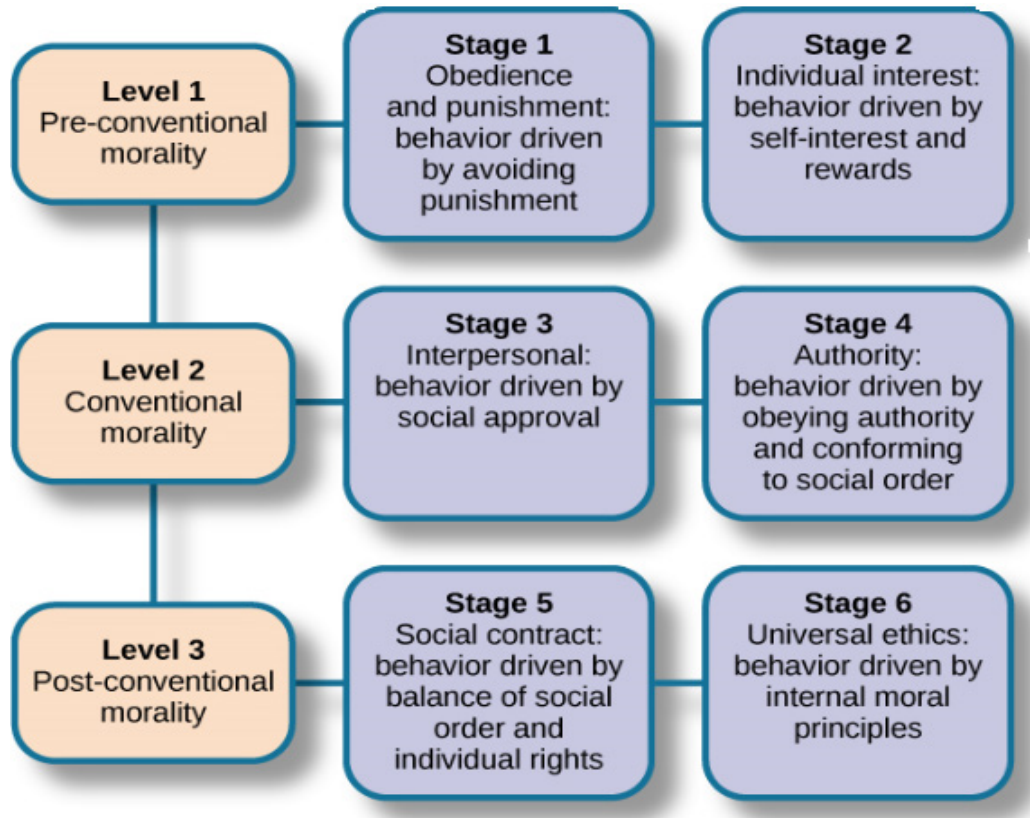 Level 1
Pre-conventional
morality
Stage 1
Obedience
and punishment:
behavior driven
by avoiding
punishment
Stage 2
Individual interest:
behavior driven by
self-interest and
rewards
Level 2
Conventional
morality
Stage 3
Interpersonal:
behavior driven by
social approval
Stage 4
Authority:
behavior driven by
obeying authority
and conforming
to social order
Level 3
Post-conventional
morality
Stage 5
Social contract:
behavior driven by
balance of social
order and
individual rights
Stage 6
Universal ethics:
behavior driven by
internal moral
principles